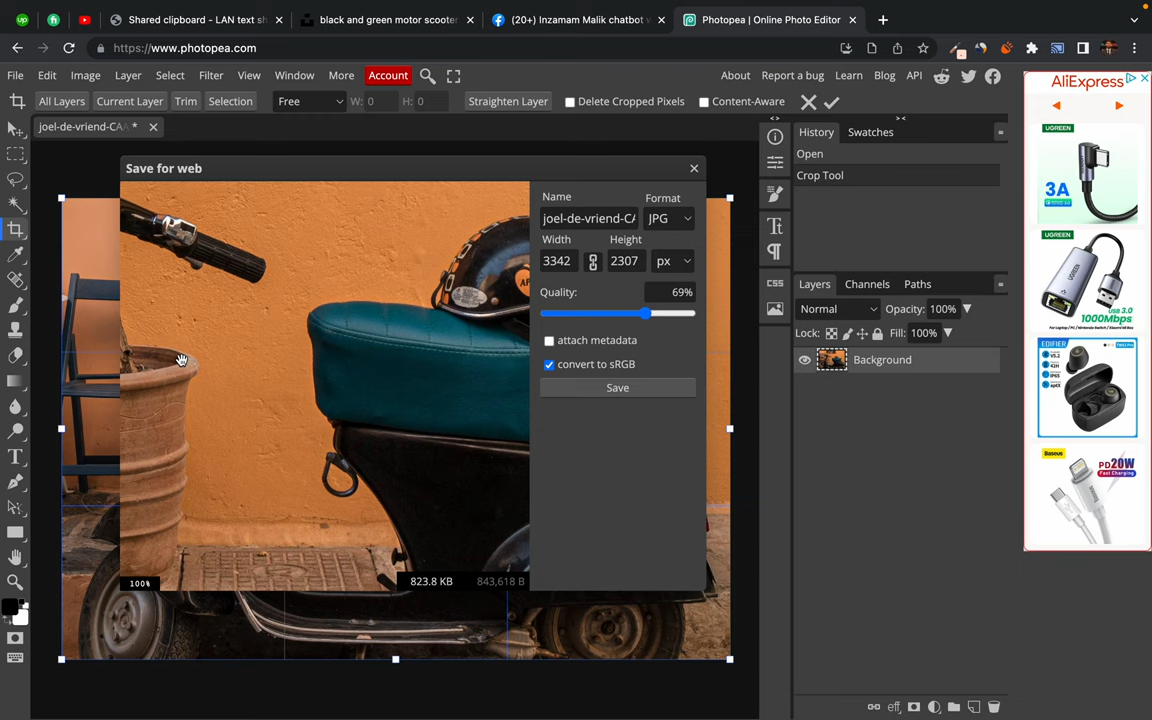 Shared clipboard - LAN text sh
black and green motor scooter
(20+) Inzamam Malik chatbot
Photopea | Online Photo Editor
https://www.photopea.com
File Edit Image Layer Select Filter View Window More Account
About Report a bug Learn Blog API
All Layers Current Layer Trim Selection Free W: 0 H: 0 Straighten Layer Delete Cropped Pixels Content-Aware
joel-de-vriend-CA *
Save for web
Name
Format
joel-de-vriend-CA
JPG
Width
Height
3342
2307
px
Quality:
69%
attach metadata
convert to sRGB
Save
100%
823.8 KB
843,618 B
CSS
History Swatches
Open
Crop Tool
Layers Channels Paths
Normal Opacity: 100%
Lock: Fill: 100%
Background
eff
AliExpress
UGREEN
3A
UGREEN
USB 3.0
1000Mbps
EDIFIER
Baseus
PD20W
Fast Charging